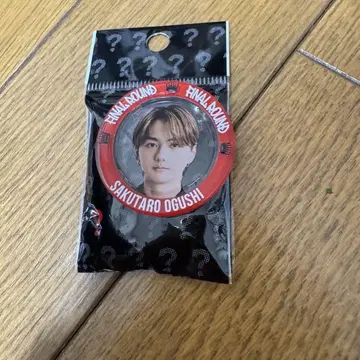 FINAL ROUND
FINAL ROUND
SAKUTARO OGUSHI
? ? ? ?